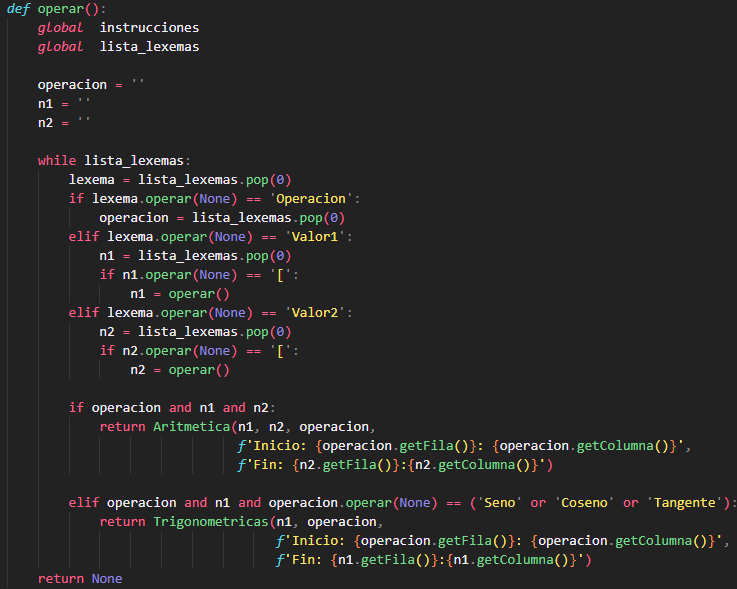 def operar():
    global  instrucciones
    global  lista_lexemas

    operacion = ''
    n1 = ''
    n2 = ''

    while lista_lexemas:
        lexema = lista_lexemas.pop(0)
        if lexema.operar(None) == 'Operacion':
            operacion = lista_lexemas.pop(0)
        elif lexema.operar(None) == 'Valor1':
            n1 = lista_lexemas.pop(0)
            if n1.operar(None) == '[':
                n1 = operar()
        elif lexema.operar(None) == 'Valor2':
            n2 = lista_lexemas.pop(0)
            if n2.operar(None) == '[':
                n2 = operar()

        if operacion and n1 and n2:
            return Aritmetica(n1, n2, operacion,
                              f'Inicio: {operacion.getFila()}: {operacion.getColumna()}',
                              f'Fin: {n2.getFila()}:{n2.getColumna()}')

        elif operacion and n1 and operacion.operar(None) == ('Seno' or 'Coseno' or 'Tangente'):
            return Trigonometricas(n1, operacion,
                                   f'Inicio: {operacion.getFila()}: {operacion.getColumna()}',
                                   f'Fin: {n1.getFila()}:{n1.getColumna()}')
    return None